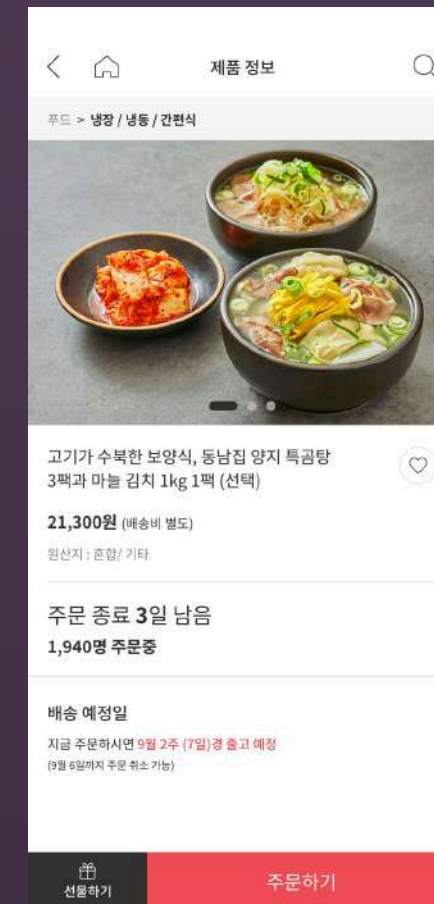 제품 정보
푸드 > 냉장 / 냉동 / 간편식
고기가 수북한 보양식, 동남집 양지 특곰탕
3팩과 마늘 김치 1kg 1팩 (선택)
21,300원 (배송비 별도)
원산지 : 혼합/ 기타
주문 종료 3일 남음
1,940명 주문중
배송 예정일
지금 주문하시면 9월 2주 (7일)경 출고 예정
(9월 6일까지 주문 취소 가능)
선물하기
주문하기